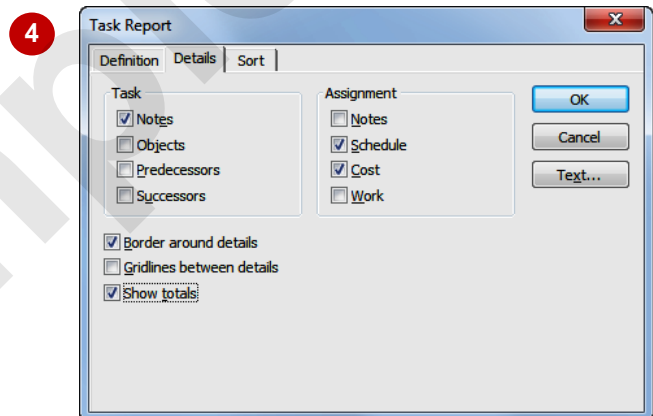 4
Task Report
Definition Details Sort
Task
Notes
Objects
Predecessors
Successors
Assignment
Notes
Schedule
Cost
Work
OK
Cancel
Text...
Border around details
Gridlines between details
Show totals